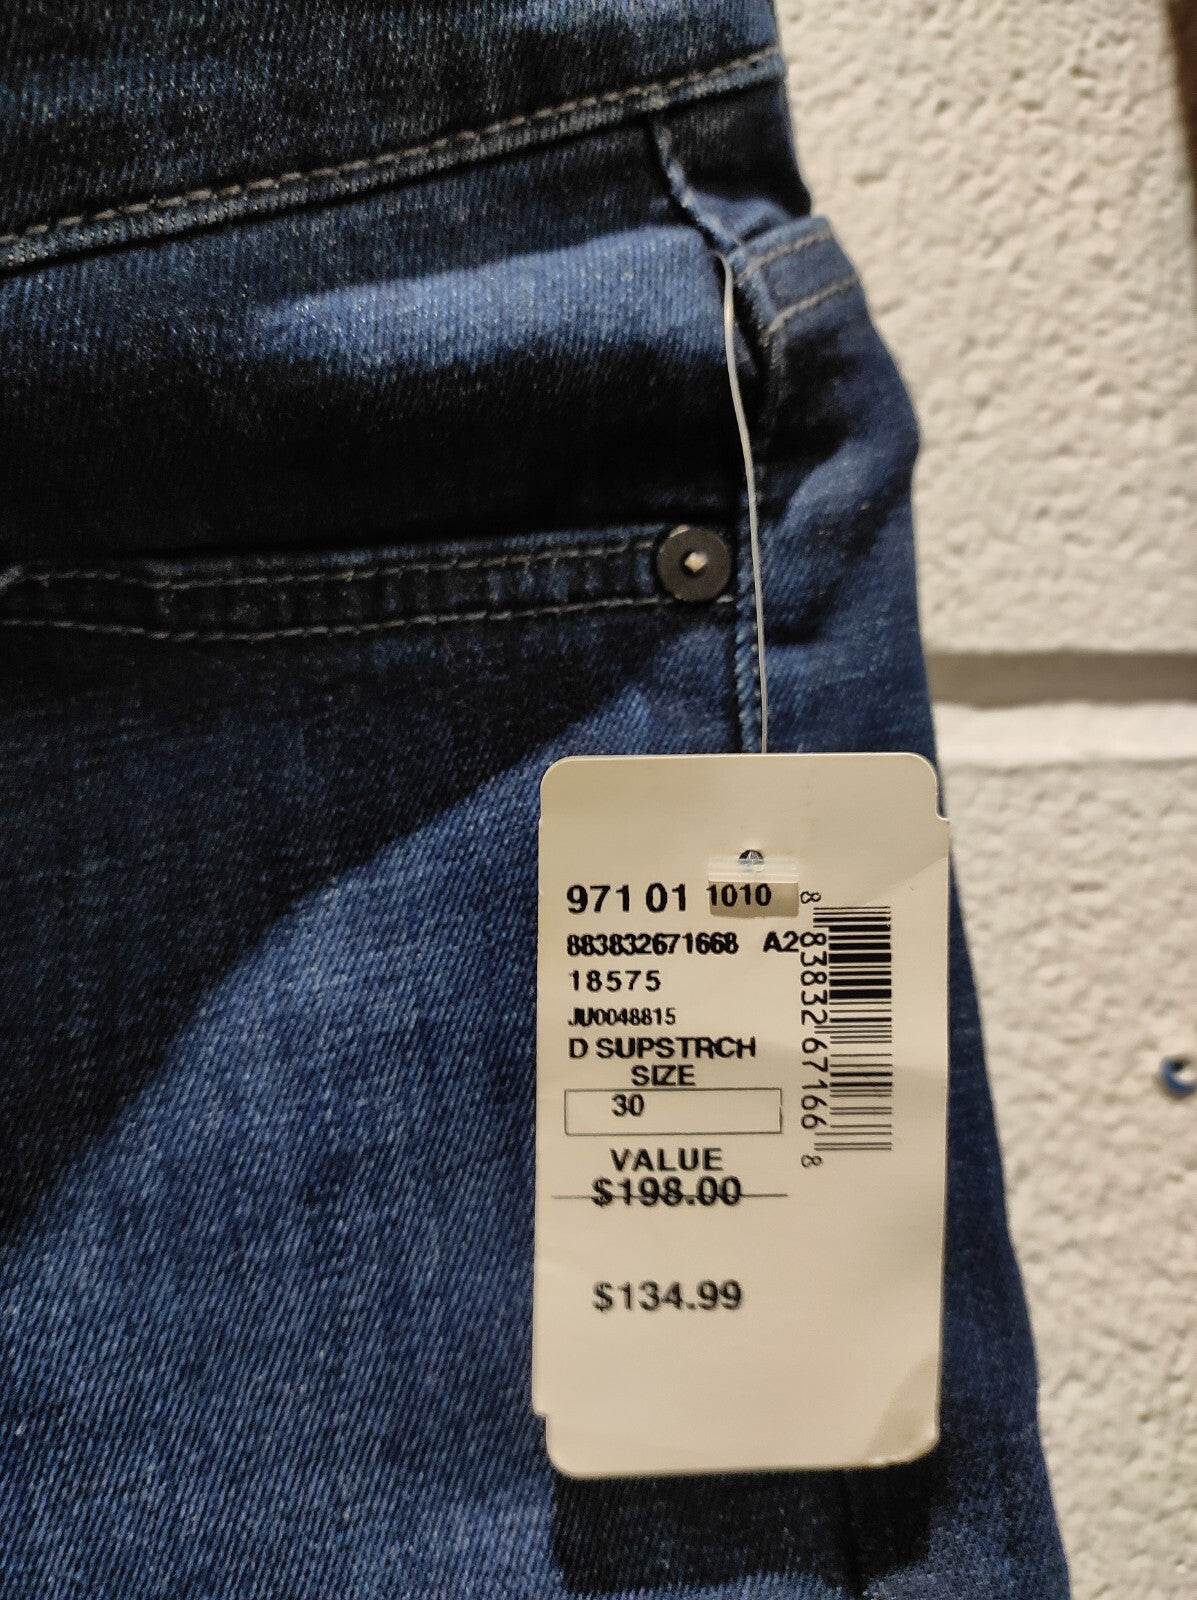 971 01 1010
883832671668 A2
18575
JU0048815
D SUPSTRCH
SIZE
30
VALUE
$198.00
$134.99
8 83832 67166 8